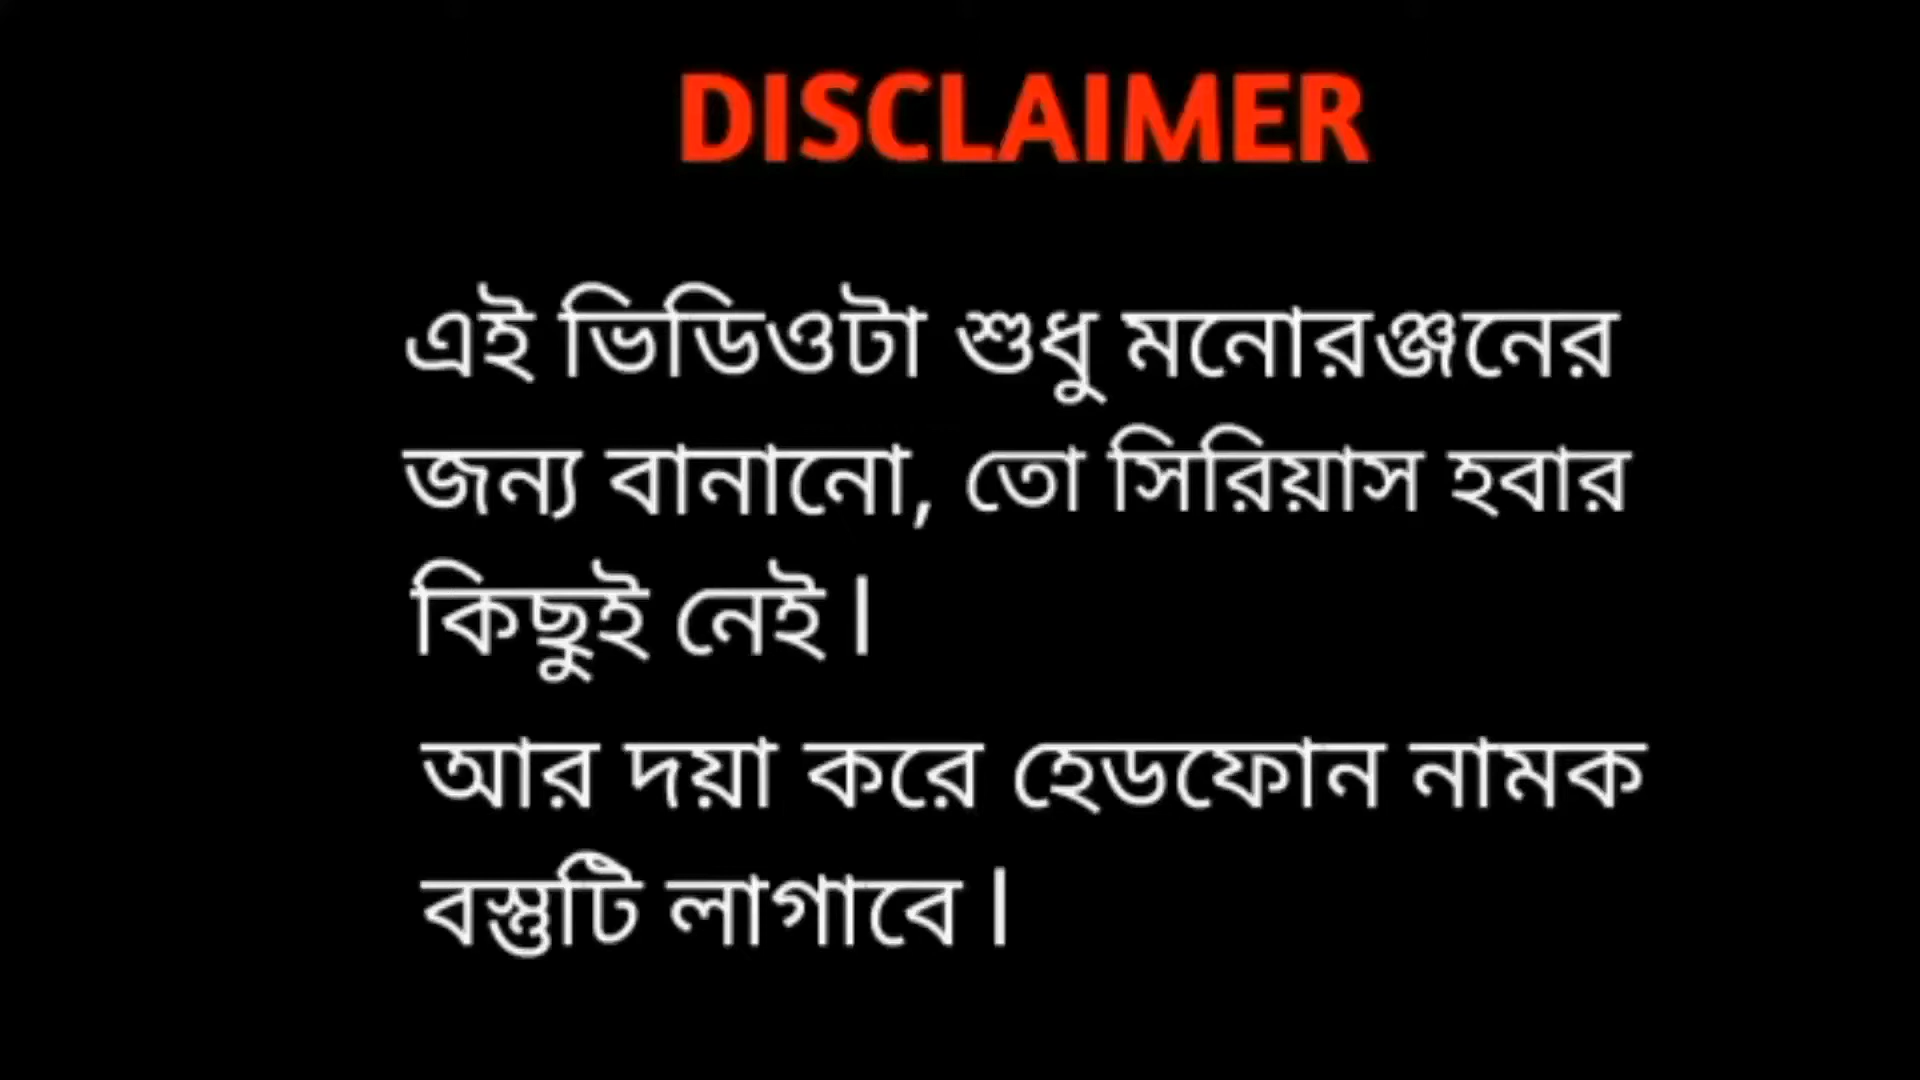 DISCLAIMER
এই ভিডিওটা শুধু মনোরঞ্জনের
জন্য বানানো, তো সিরিয়াস হবার
কিছুই নেই।
আর দয়া করে হেডফোন নামক
বস্তুটি লাগাবে।